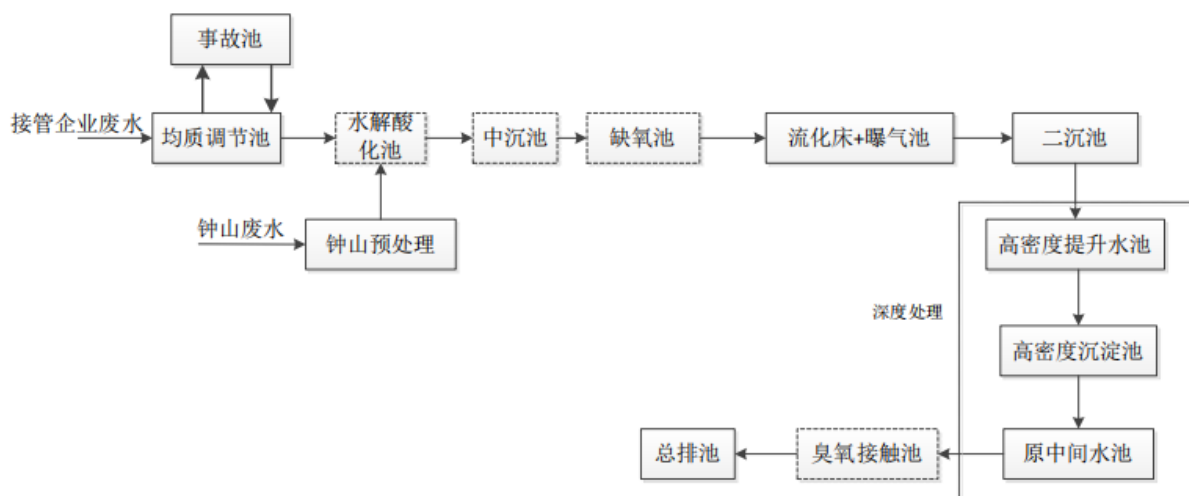 事故池
接管企业废水
均质调节池
水解酸
化池
中沉池
缺氧池
流化床+曝气池
二沉池
钟山废水
钟山预处理
高密度提升水池
深度处理
高密度沉淀池
总排池
臭氧接触池
原中间水池